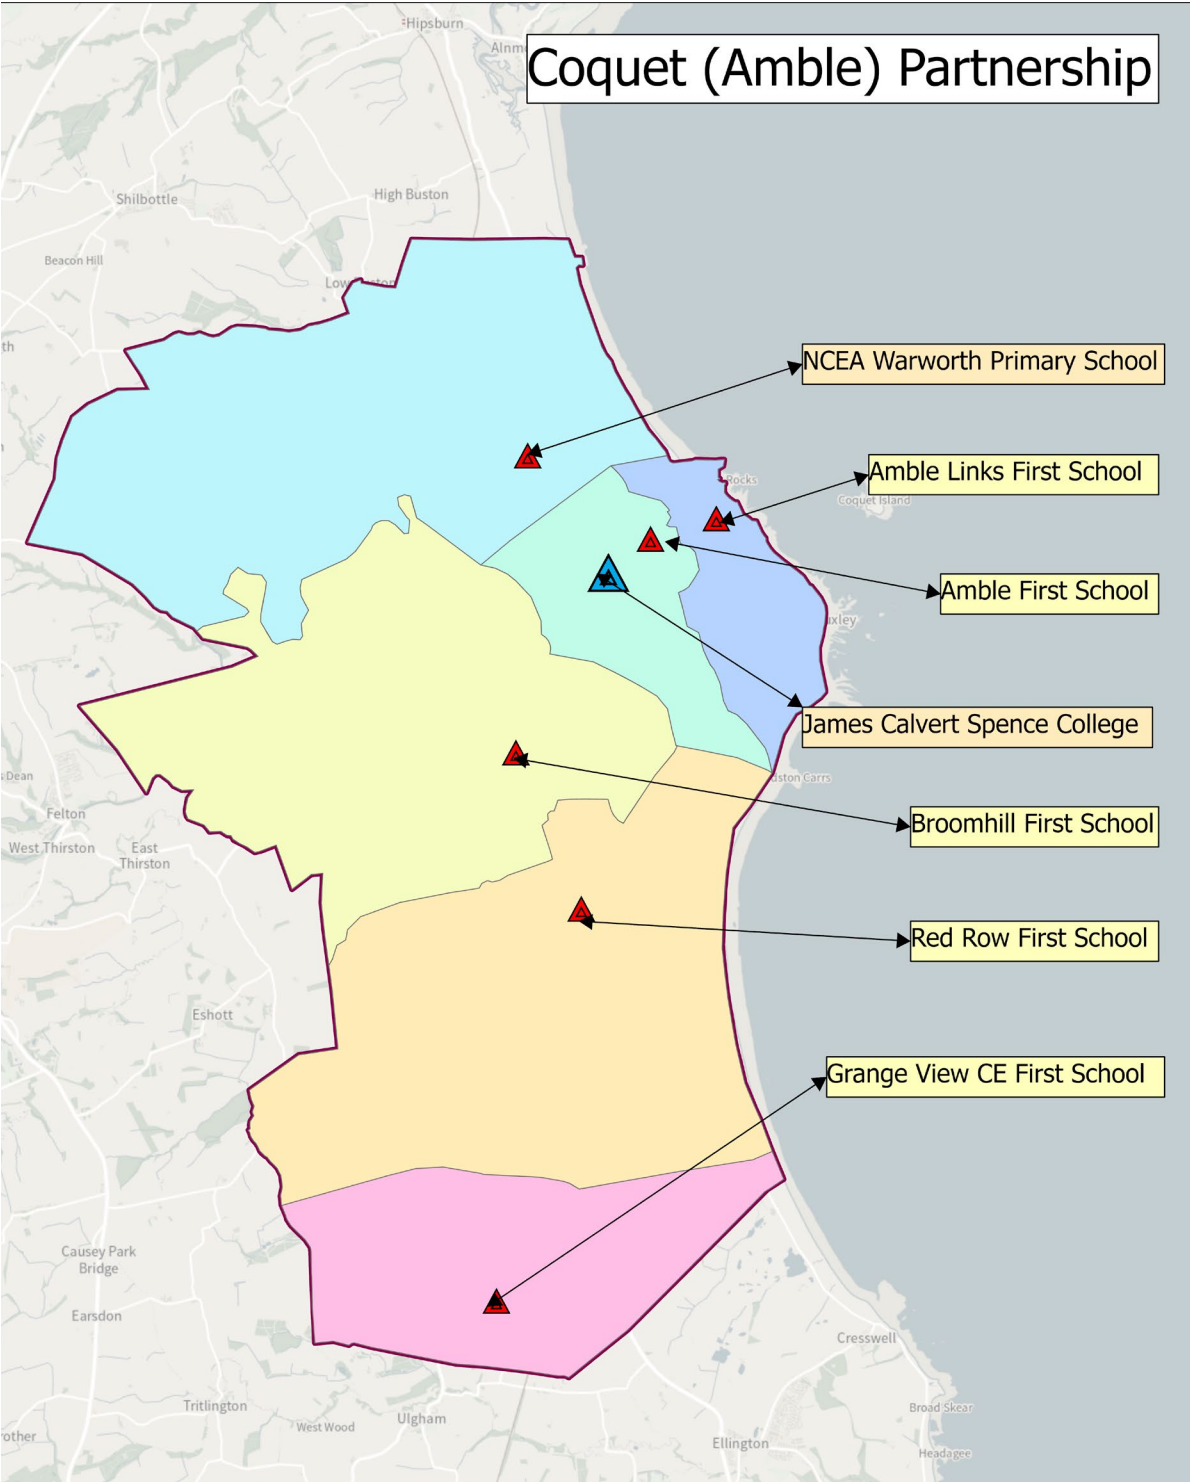 Hipsburn
Coquet (Amble) Partnership
High Buston
Shilbottle
Beacon Hill
th
NCEA Warworth Primary School
Amble Links First School
Rocks
Coquet Island
Amble First School
James Calvert Spence College
Dean
Felton
West Thirston
East
Thirston
Broomhill First School
Red Row First School
Eshott
Grange View CE First School
Causey Park
Bridge
Earsdon
Cresswell
Tritlington
West Wood
Ulgham
Broad Skear
Ellington
Headagee
rother